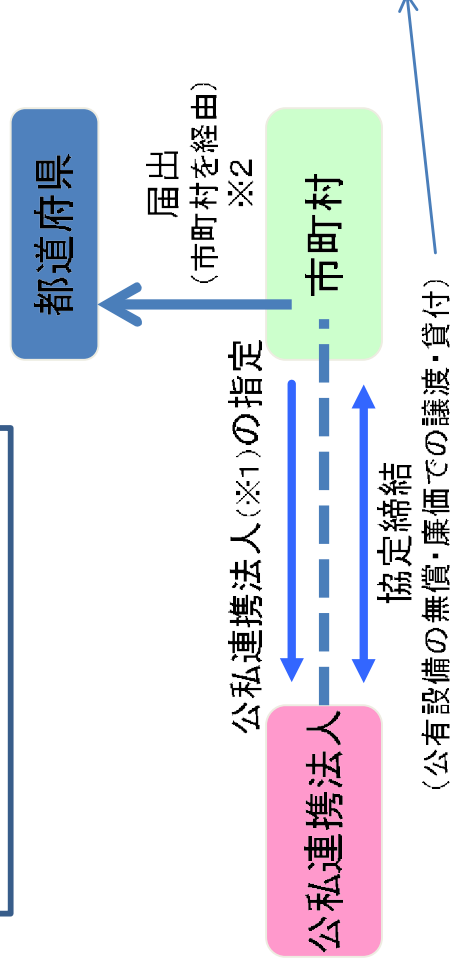 都道府県
届出
(市町村を経由)
※2
市町村
公私連携法人(※1)の指定
協定締結
(公有設備の無償・廉価での譲渡・貸付)
公私連携法人